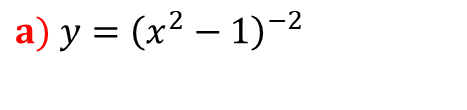 a) y = (x² − 1)⁻²